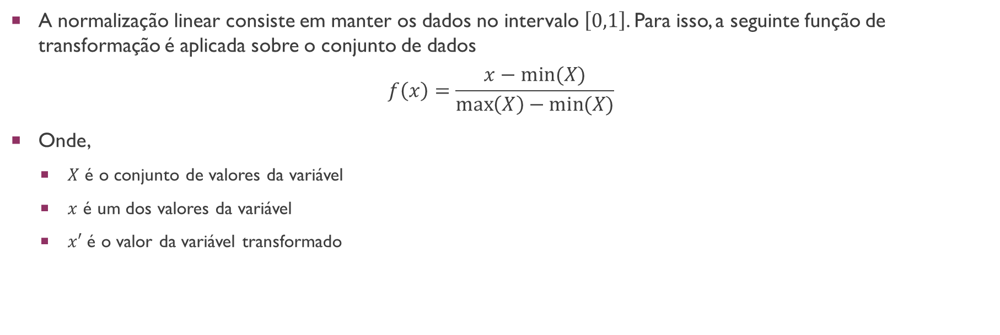 A normalização linear consiste em manter os dados no intervalo [0,1]. Para isso, a seguinte função de
transformação é aplicada sobre o conjunto de dados
f(x) = (x − min(X)) / (max(X) − min(X))
Onde,
X é o conjunto de valores da variável
x é um dos valores da variável
x′ é o valor da variável transformado